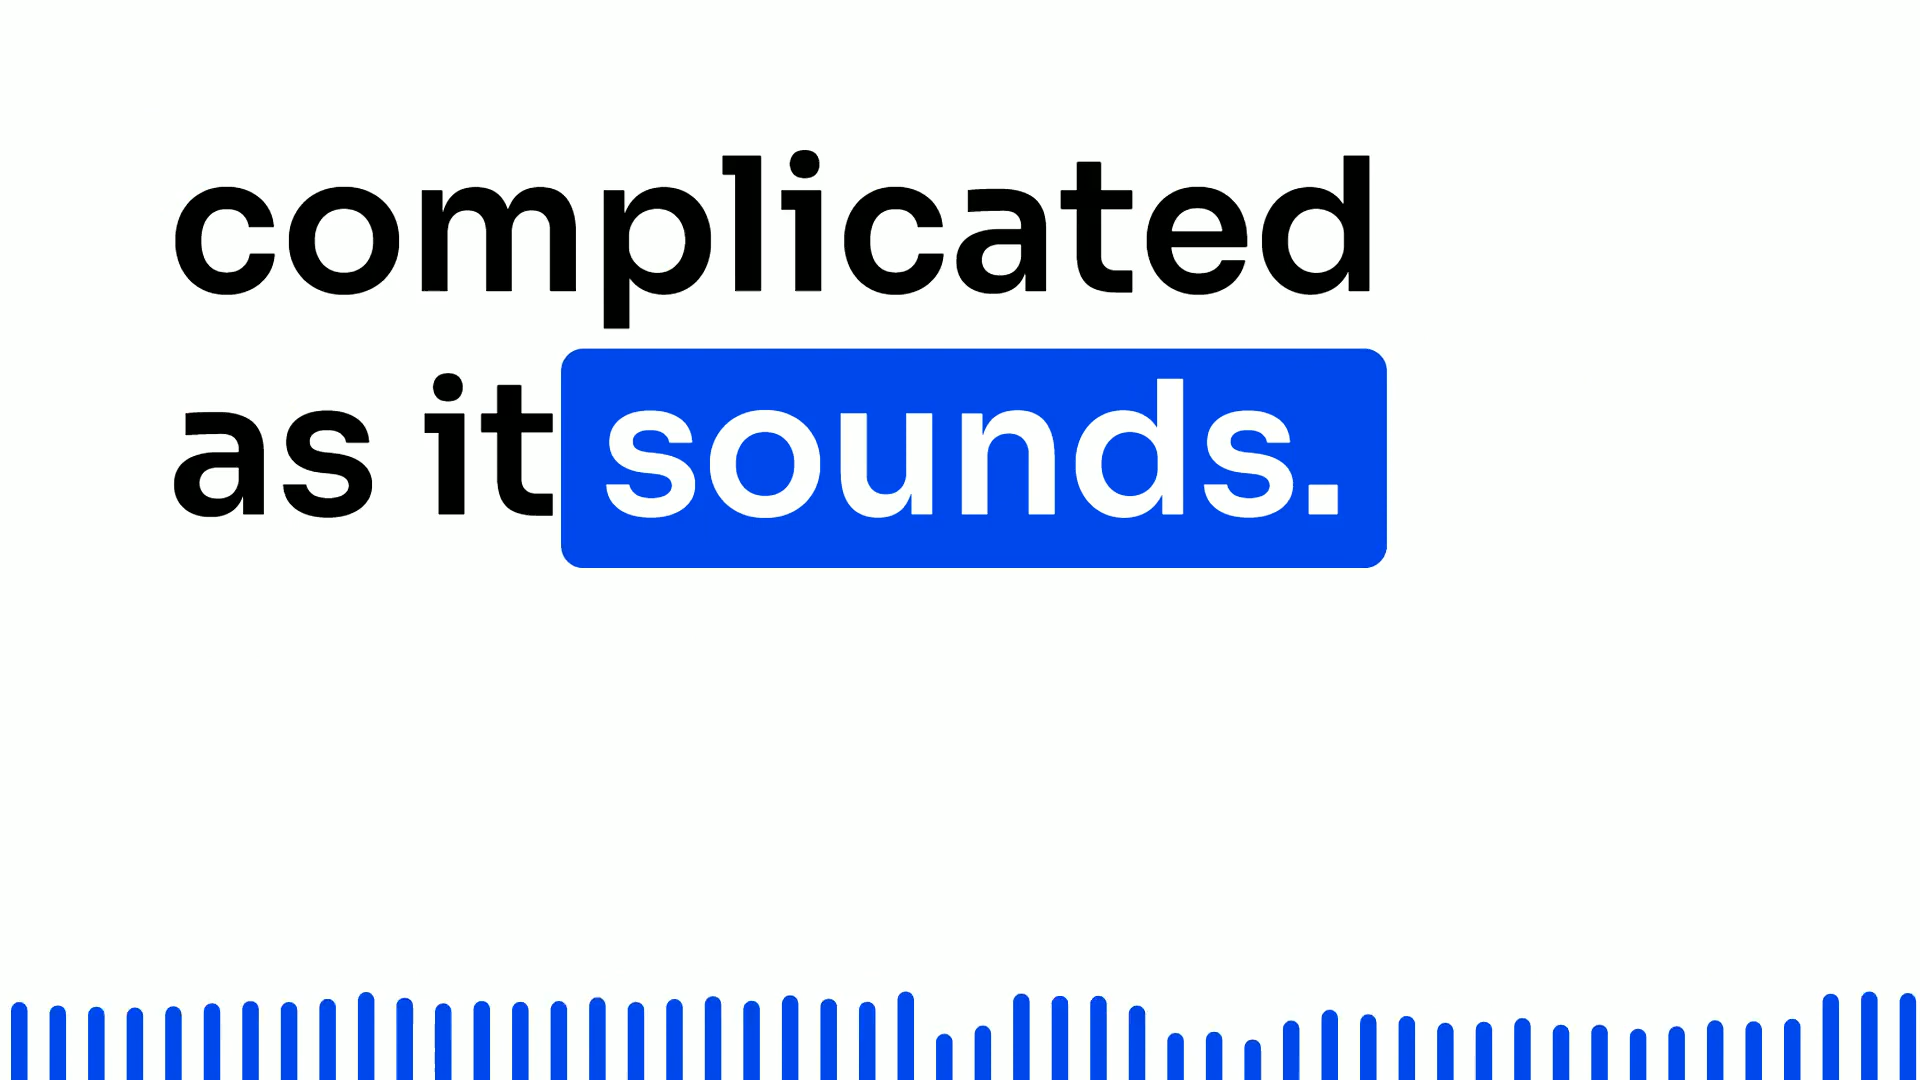 complicated
as it sounds.